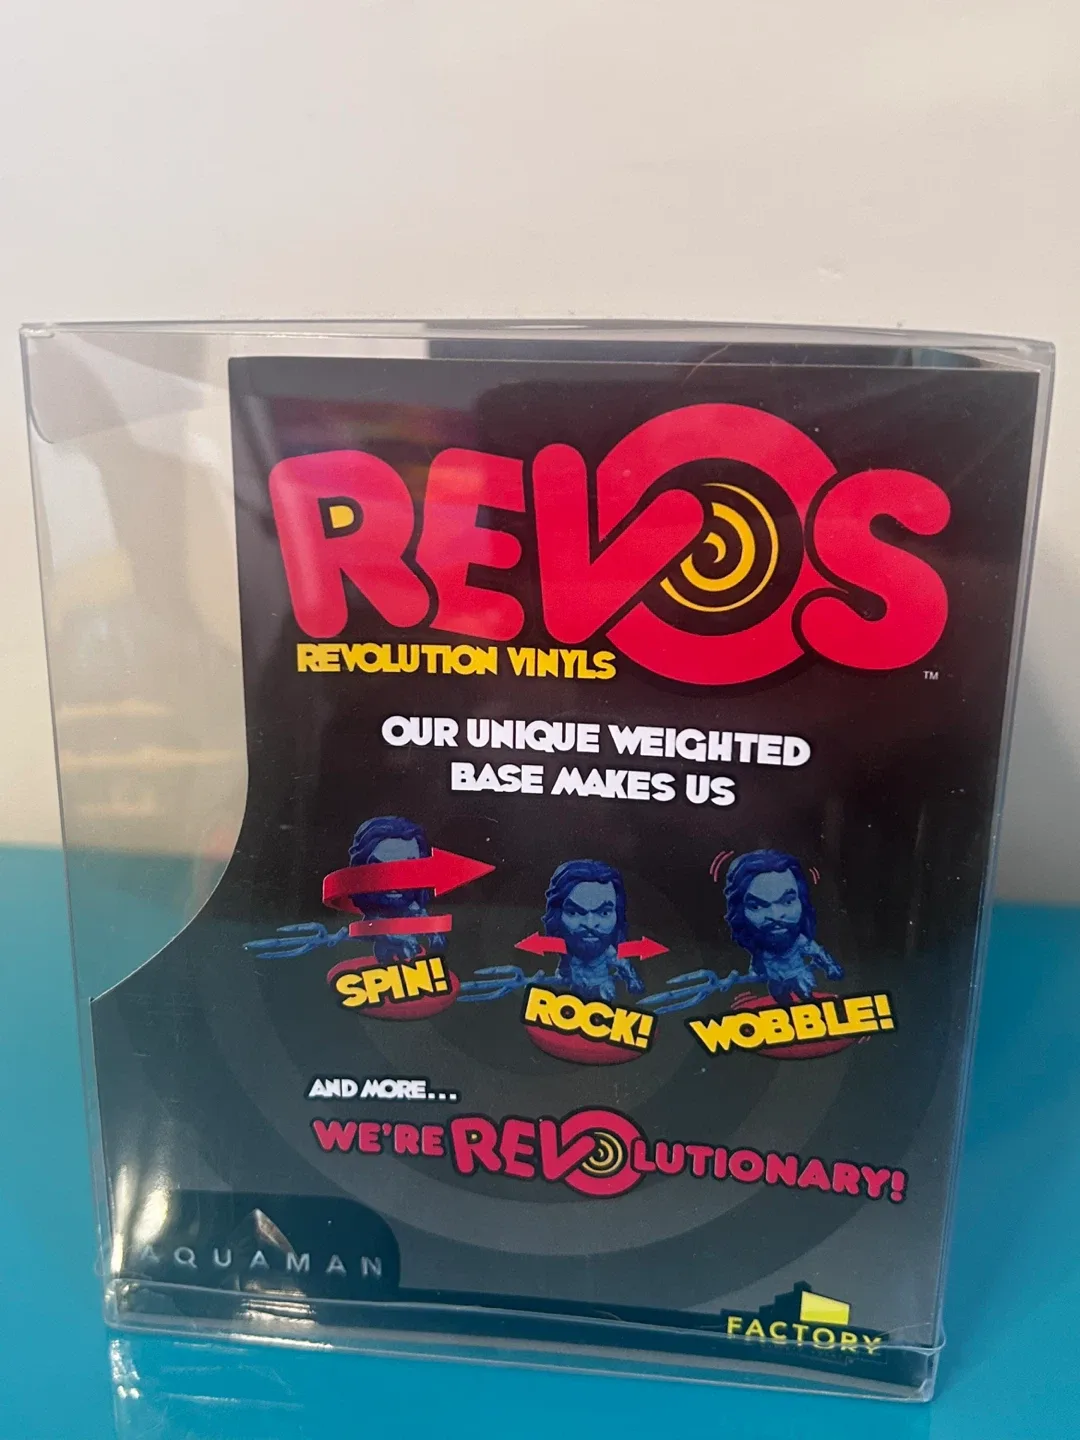 REVOS
REVOLUTION VINYLS
TM
OUR UNIQUE WEIGHTED
BASE MAKES US
SPIN!
ROCK!
WOBBLE!
AND MORE...
WE'RE REVOLUTIONARY!
AQUAMAN
FACTORY